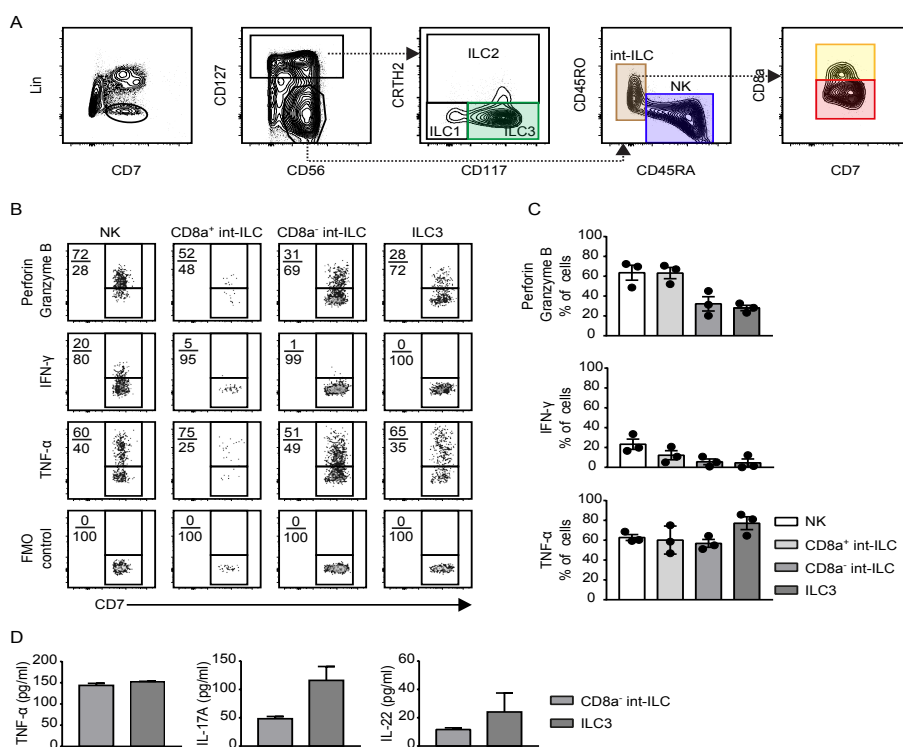 A
Lin
CD7
CD127
CD56
CRTH2
ILC2
ILC1
ILC3
CD117
CD45RO
int-ILC
NK
CD45RA
CD8a
CD7
B
NK
CD8a⁺ int-ILC
CD8a⁻ int-ILC
ILC3
Perforin
Granzyme B
72
28
52
48
31
69
28
72
IFN-γ
20
80
5
95
1
99
0
100
TNF-α
60
40
75
25
51
49
65
35
FMO
control
0
100
0
100
0
100
0
100
CD7
C
Perforin
Granzyme B
% of cells
100
80
60
40
20
0
IFN-γ
% of cells
100
80
60
40
20
0
TNF-α
% of cells
100
80
60
40
20
0
NK
CD8a⁺ int-ILC
CD8a⁻ int-ILC
ILC3
D
TNF-α (pg/ml)
200
150
100
50
0
IL-17A (pg/ml)
150
100
50
0
IL-22 (pg/ml)
60
40
20
0
CD8a⁻ int-ILC
ILC3